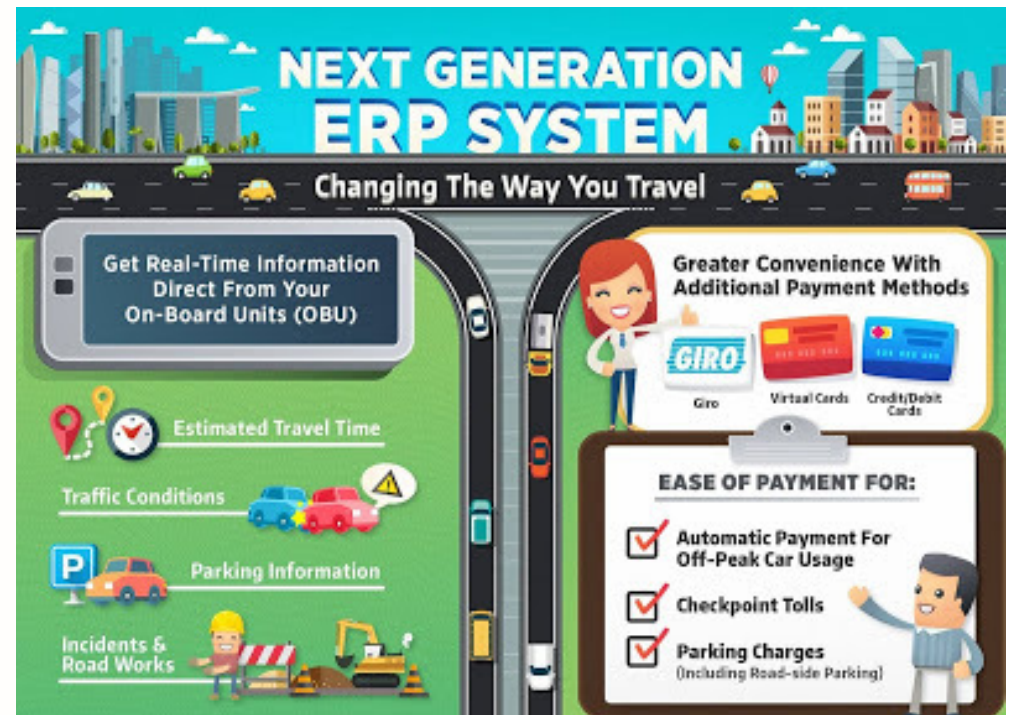 NEXT GENERATION
ERP SYSTEM
Changing The Way You Travel
Get Real-Time Information
Direct From Your
On-Board Units (OBU)
Estimated Travel Time
Traffic Conditions
P
Parking Information
Incidents &
Road Works
Greater Convenience With
Additional Payment Methods
GIRO
Giro
Virtual Cards
Credit/Debit
Cards
EASE OF PAYMENT FOR:
Automatic Payment For
Off-Peak Car Usage
Checkpoint Tolls
Parking Charges
(Including Road-side Parking)